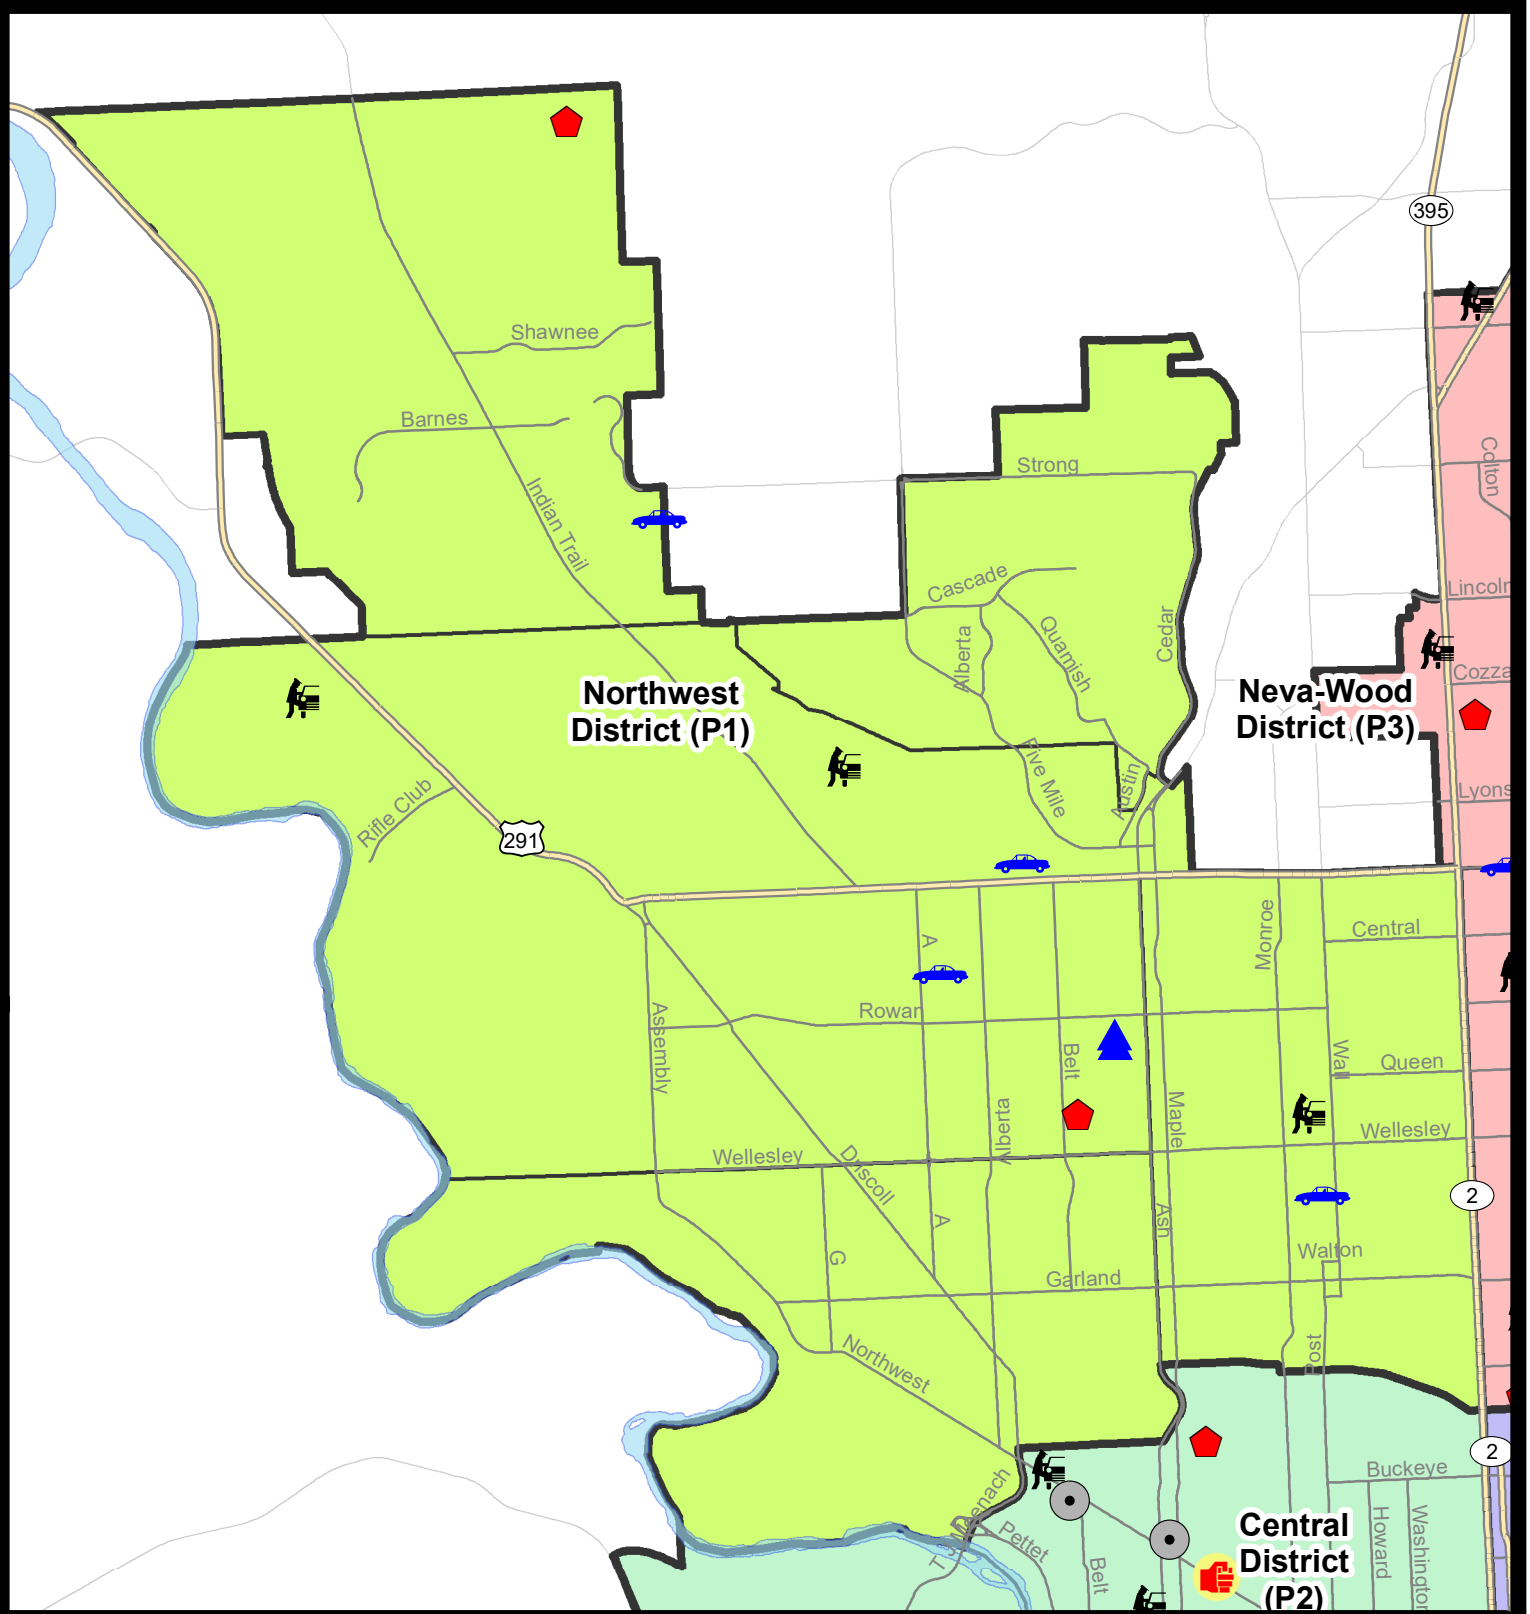 395
Shawnee
Barnes
Strong
Colton
Indian Trail
Cascade
Lincoln
Alberta
Quamish
Cedar
Cozza
Northwest
District (P1)
Neva-Wood
District (P3)
Five Mile
Austin
Lyons
Rifle Club
291
A
Monroe
Central
Rowan
Assembly
Belt
Wall
Queen
Alberta
Maple
Wellesley
Wellesley
Driscoll
2
A
Ash
G
Walton
Garland
Northwest
Post
2
Buckeye
T J Meenach
Pettet
Belt
Howard
Washington
Central
District
(P2)